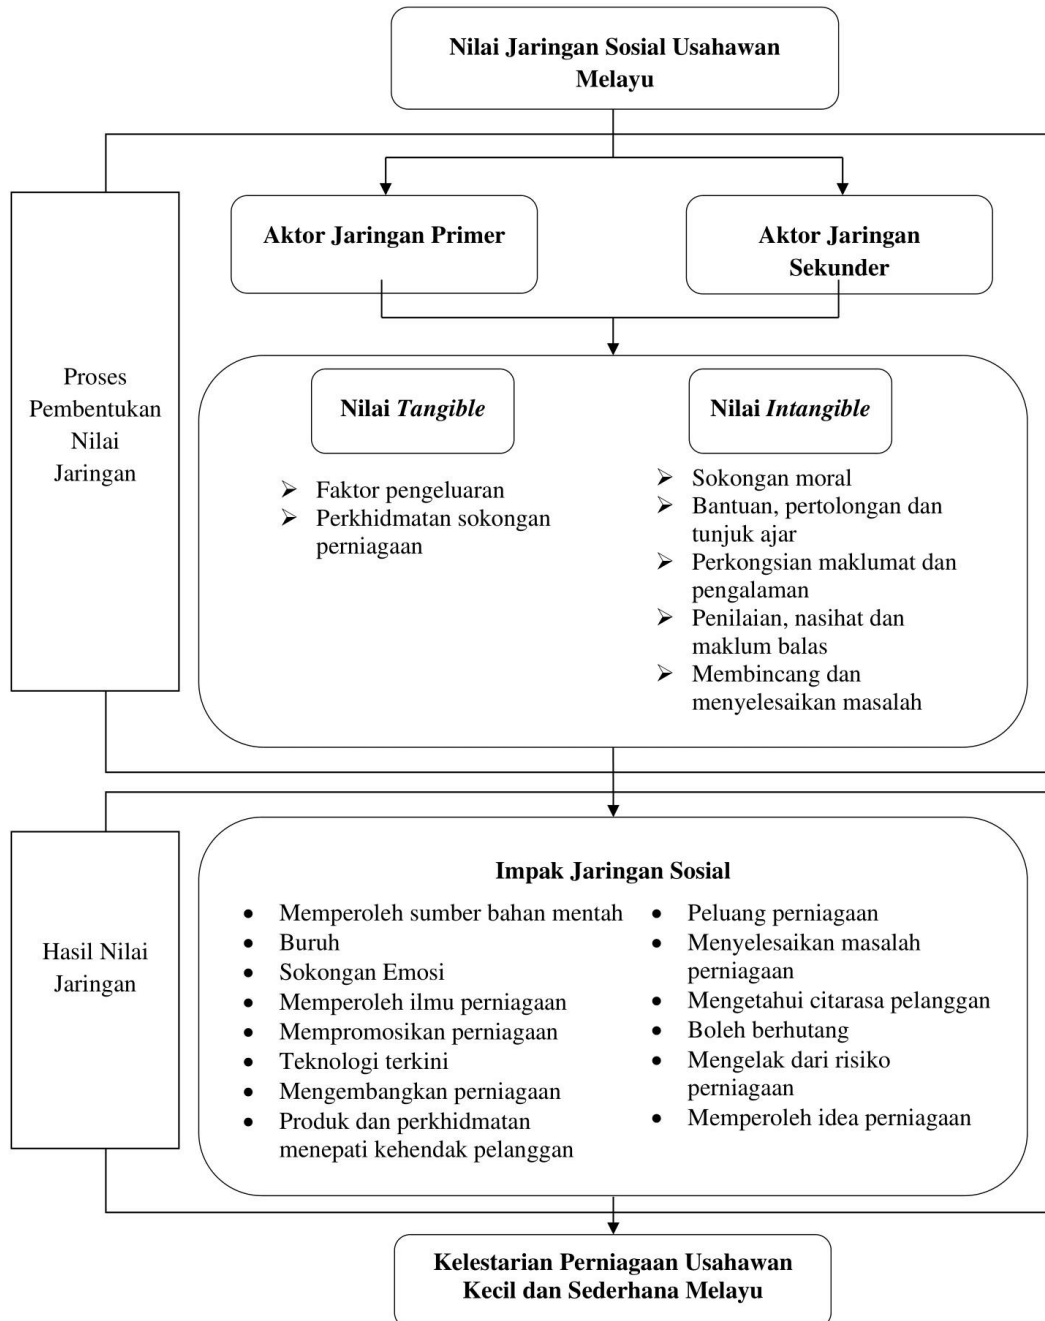 Nilai Jaringan Sosial Usahawan
Melayu
Aktor Jaringan Primer
Aktor Jaringan
Sekunder
Proses
Pembentukan
Nilai
Jaringan
Nilai Tangible
➢ Faktor pengeluaran
➢ Perkhidmatan sokongan
perniagaan
Nilai Intangible
➢ Sokongan moral
➢ Bantuan, pertolongan dan
tunjuk ajar
➢ Perkongsian maklumat dan
pengalaman
➢ Penilaian, nasihat dan
maklum balas
➢ Membincang dan
menyelesaikan masalah
Hasil Nilai
Jaringan
Impak Jaringan Sosial
• Memperoleh sumber bahan mentah
• Buruh
• Sokongan Emosi
• Memperoleh ilmu perniagaan
• Mempromosikan perniagaan
• Teknologi terkini
• Mengembangkan perniagaan
• Produk dan perkhidmatan
menepati kehendak pelanggan
• Peluang perniagaan
• Menyelesaikan masalah
perniagaan
• Mengetahui citarasa pelanggan
• Boleh berhutang
• Mengelak dari risiko
perniagaan
• Memperoleh idea perniagaan
Kelestarian Perniagaan Usahawan
Kecil dan Sederhana Melayu